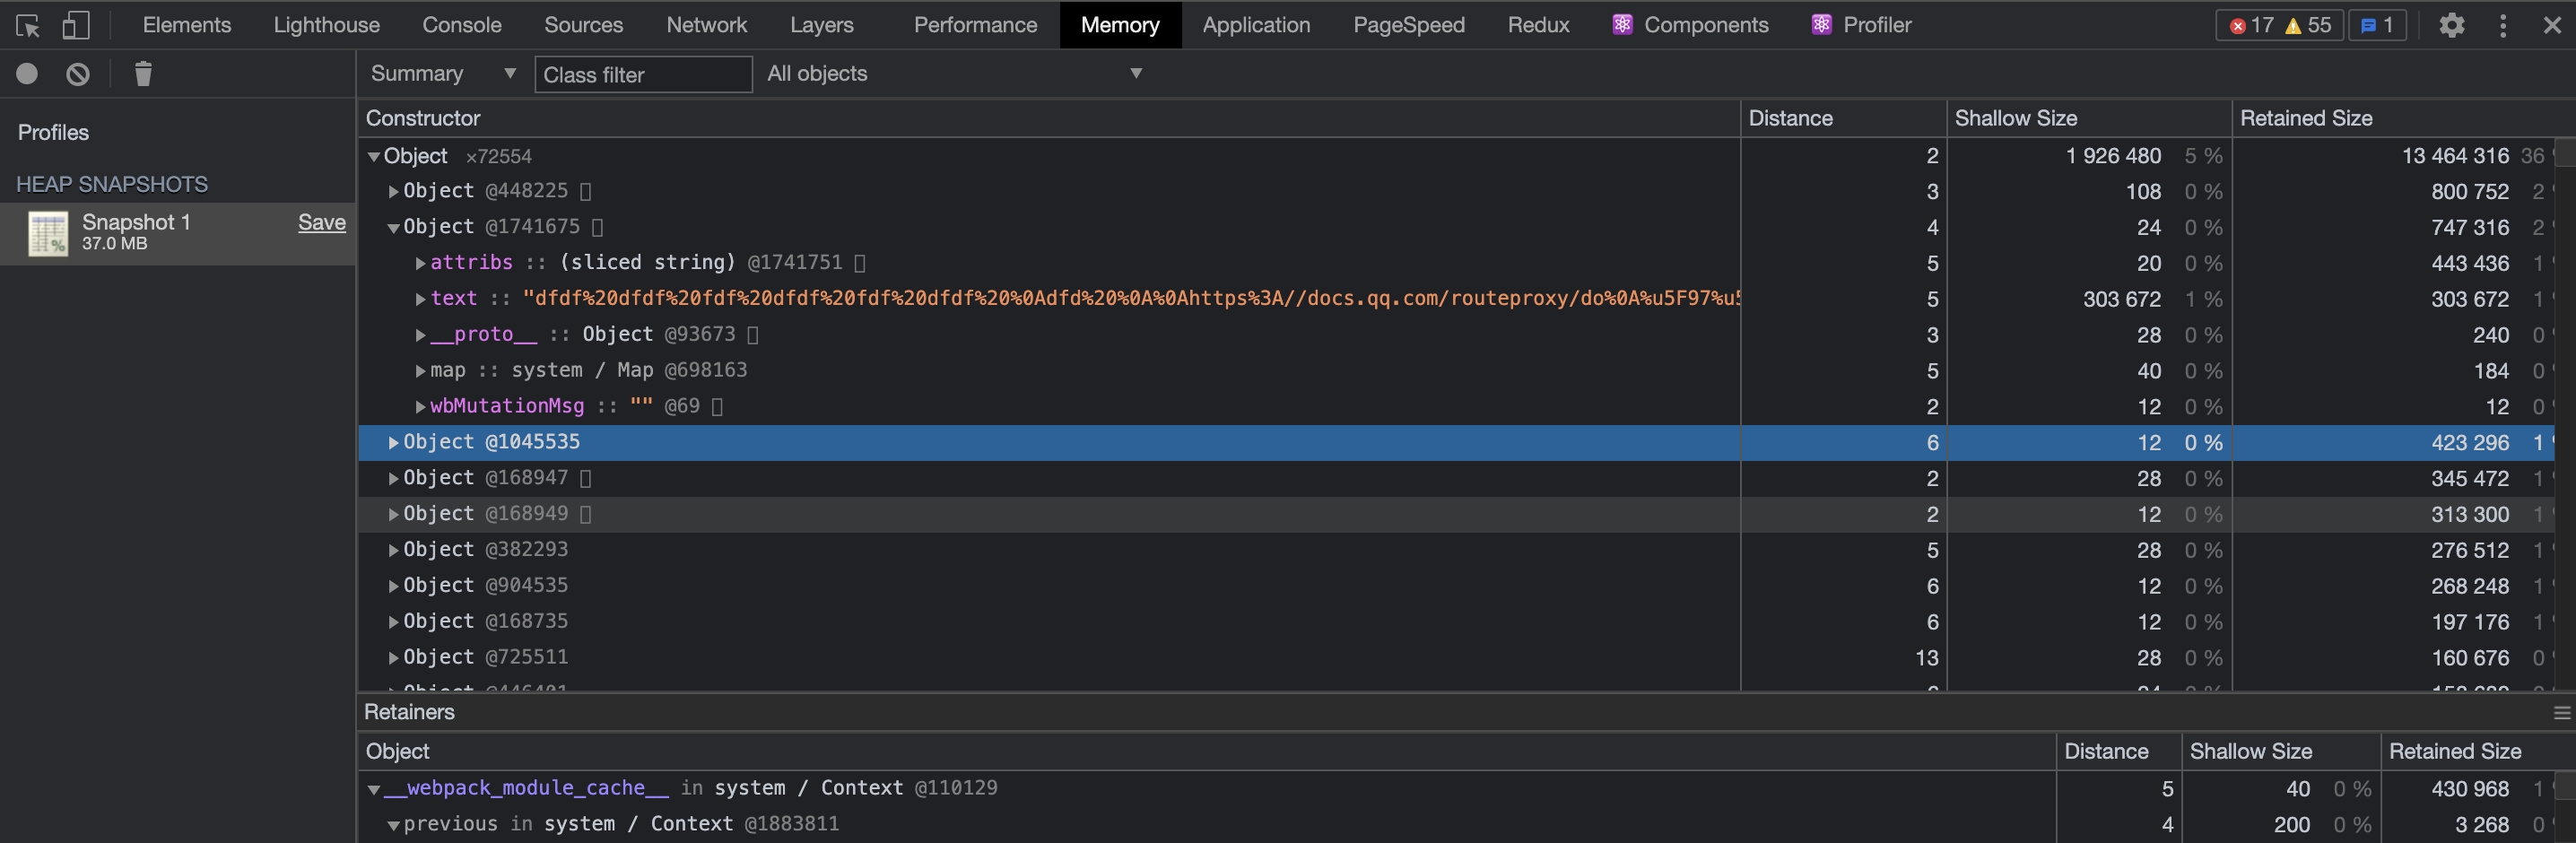 Elements Lighthouse Console Sources Network Layers Performance Memory Application PageSpeed Redux Components Profiler 17 55 1
Summary Class filter All objects
Profiles
HEAP SNAPSHOTS
Snapshot 1 Save
37.0 MB
Constructor Distance Shallow Size Retained Size
Object ×72554 2 1 926 480 5 % 13 464 316 36
Object @448225 3 108 0 % 800 752 2
Object @1741675 4 24 0 % 747 316 2
attribs :: (sliced string) @1741751 5 20 0 % 443 436 1
text :: "dfdf%20dfdf%20fdf%20dfdf%20fdf%20dfdf%20%0Adfd%20%0A%0Ahttps%3A//docs.qq.com/routeproxy/do%0A%u5F97%u5 5 303 672 1 % 303 672 1
__proto__ :: Object @93673 3 28 0 % 240 0
map :: system / Map @698163 5 40 0 % 184 0
wbMutationMsg :: "" @69 2 12 0 % 12 0
Object @1045535 6 12 0 % 423 296 1
Object @168947 2 28 0 % 345 472 1
Object @168949 2 12 0 % 313 300 1
Object @382293 5 28 0 % 276 512 1
Object @904535 6 12 0 % 268 248 1
Object @168735 6 12 0 % 197 176 1
Object @725511 13 28 0 % 160 676 0
Retainers
Object Distance Shallow Size Retained Size
__webpack_module_cache__ in system / Context @110129 5 40 0 % 430 968 1
previous in system / Context @1883811 4 200 0 % 3 268 0